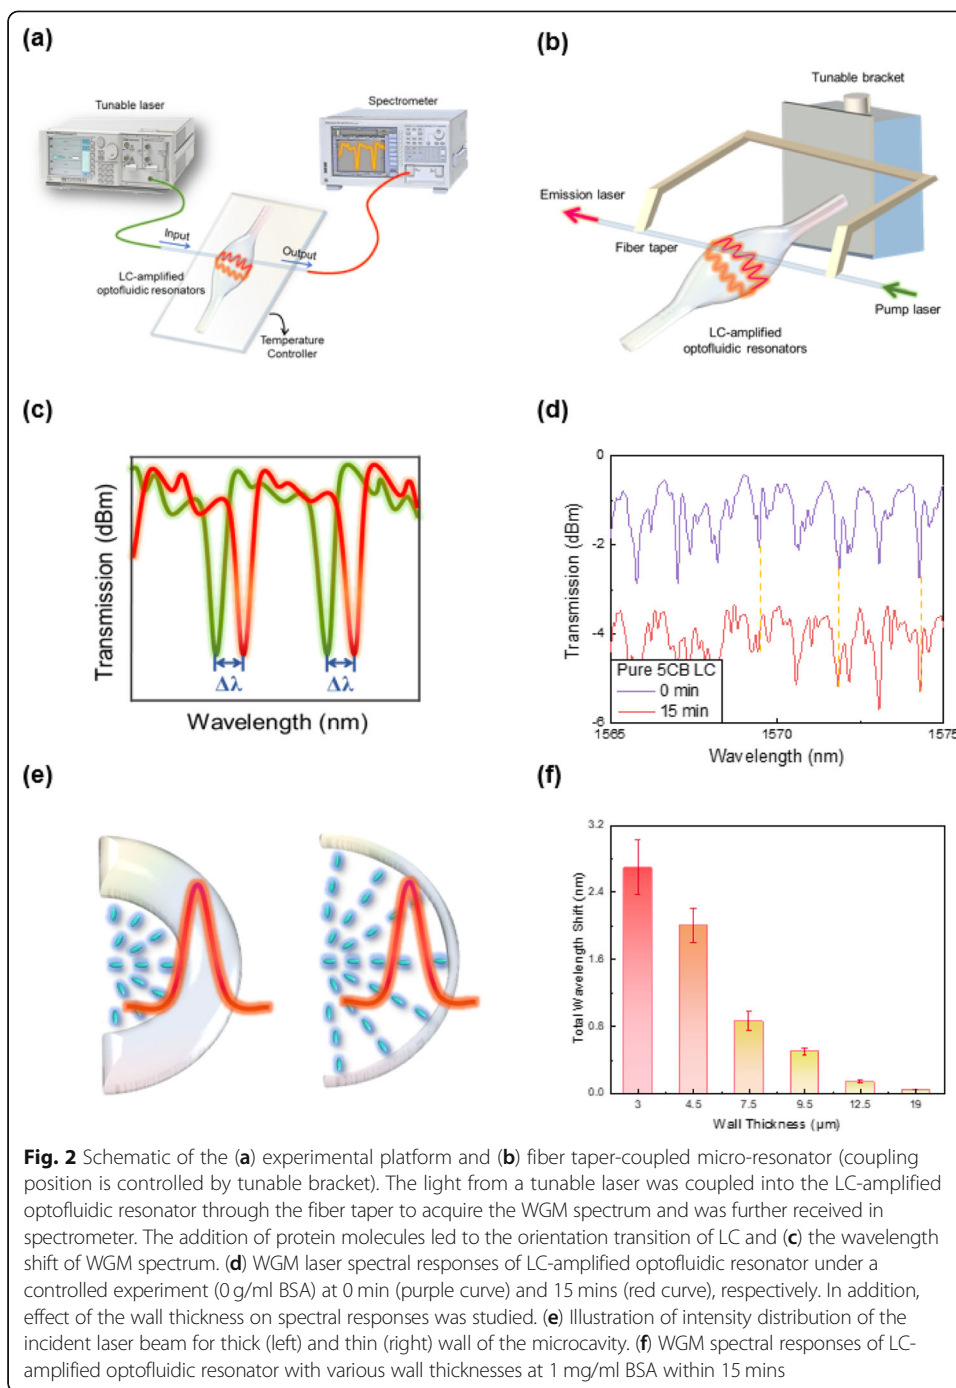 (a)
(b)
Tunable laser
Spectrometer
Input
Output
LC-amplified
optofluidic resonators
Temperature
Controller
Tunable bracket
Emission laser
Fiber taper
Pump laser
LC-amplified
optofluidic resonators
(c)
Transmission (dBm)
Δλ
Δλ
Wavelength (nm)
(d)
Transmission (dBm)
0
-2
-4
-6
Pure 5CB LC
0 min
15 min
1565
1570
1575
Wavelength (nm)
(e)
(f)
Total Wavelength Shift (nm)
3.2
2.4
1.6
0.8
0.0
3
4.5
7.5
9.5
12.5
19
Wall Thickness (μm)
Fig. 2 Schematic of the (a) experimental platform and (b) fiber taper-coupled micro-resonator (coupling
position is controlled by tunable bracket). The light from a tunable laser was coupled into the LC-amplified
optofluidic resonator through the fiber taper to acquire the WGM spectrum and was further received in
spectrometer. The addition of protein molecules led to the orientation transition of LC and (c) the wavelength
shift of WGM spectrum. (d) WGM laser spectral responses of LC-amplified optofluidic resonator under a
controlled experiment (0 g/ml BSA) at 0 min (purple curve) and 15 mins (red curve), respectively. In addition,
effect of the wall thickness on spectral responses was studied. (e) Illustration of intensity distribution of the
incident laser beam for thick (left) and thin (right) wall of the microcavity. (f) WGM spectral responses of LC-
amplified optofluidic resonator with various wall thicknesses at 1 mg/ml BSA within 15 mins